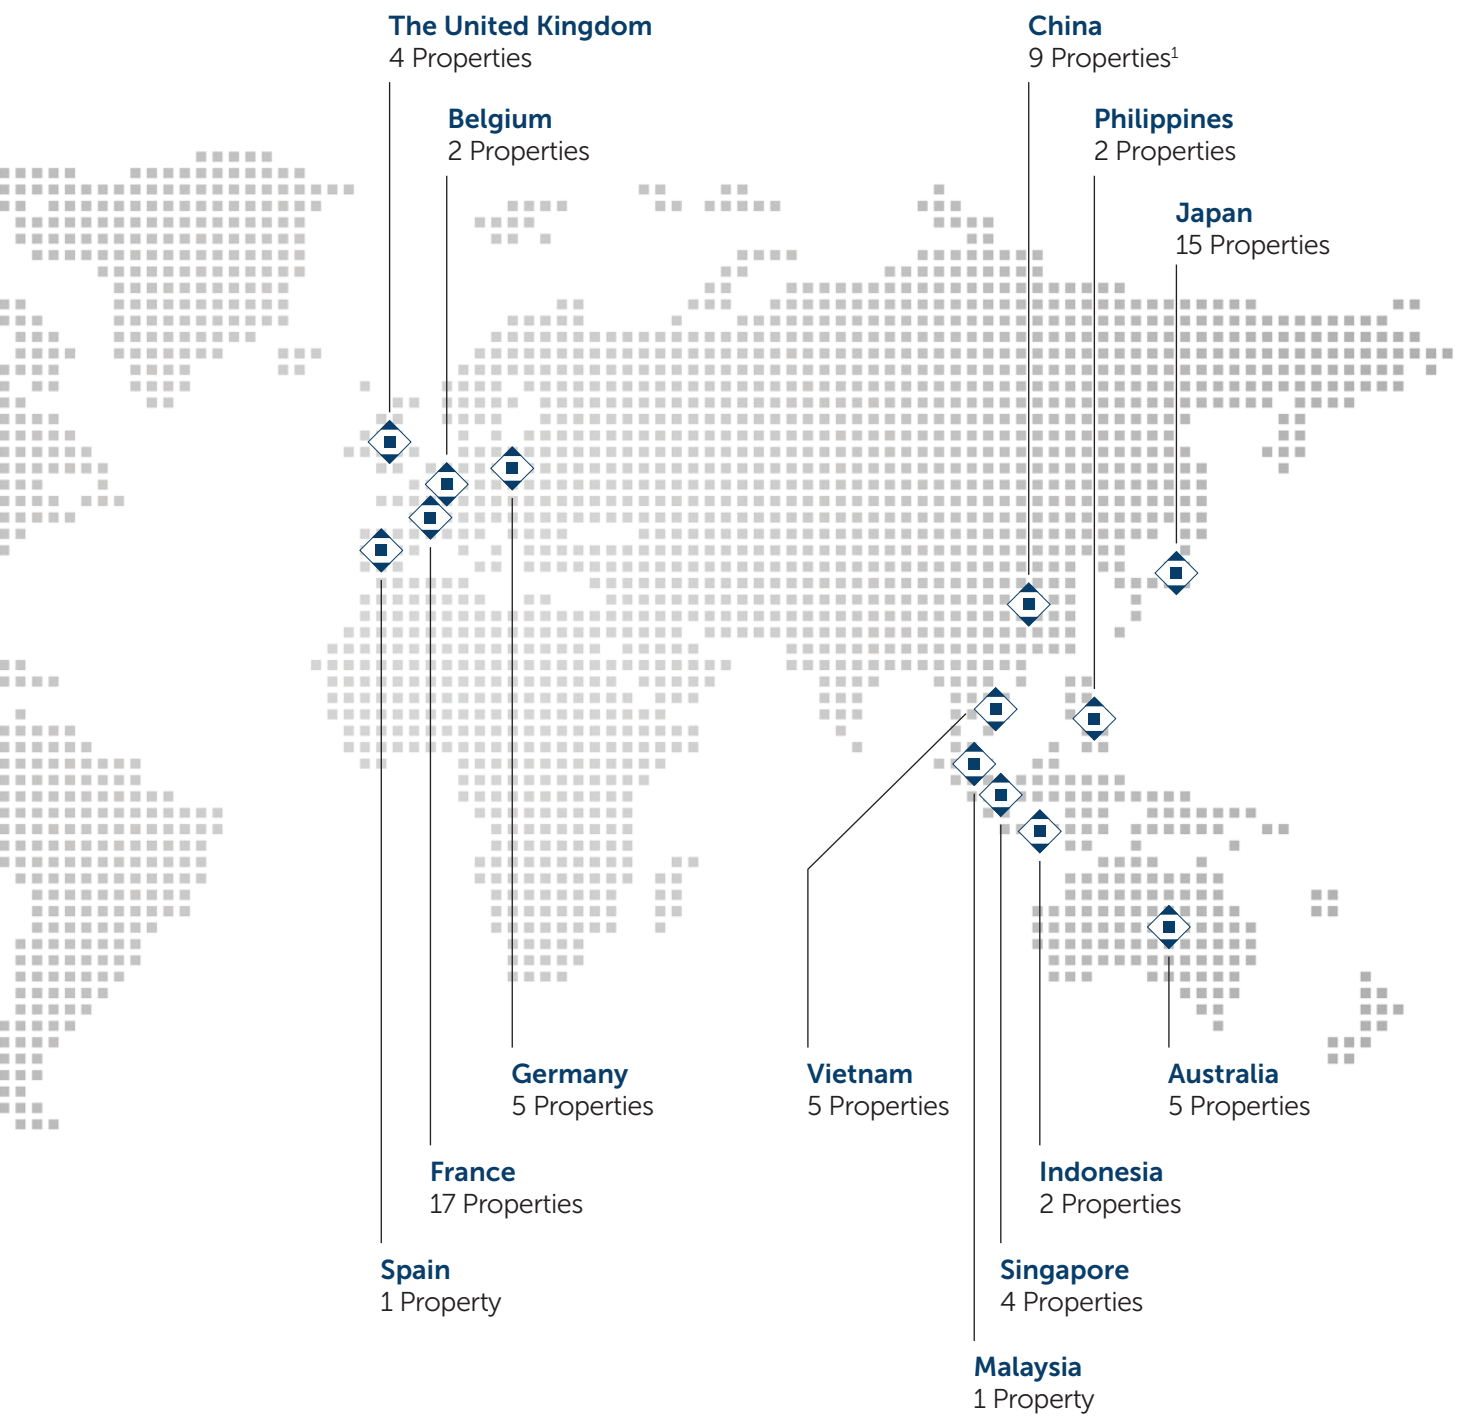 The United Kingdom
4 Properties
China
9 Properties¹
Belgium
2 Properties
Philippines
2 Properties
Japan
15 Properties
Germany
5 Properties
Vietnam
5 Properties
Australia
5 Properties
France
17 Properties
Indonesia
2 Properties
Spain
1 Property
Singapore
4 Properties
Malaysia
1 Property